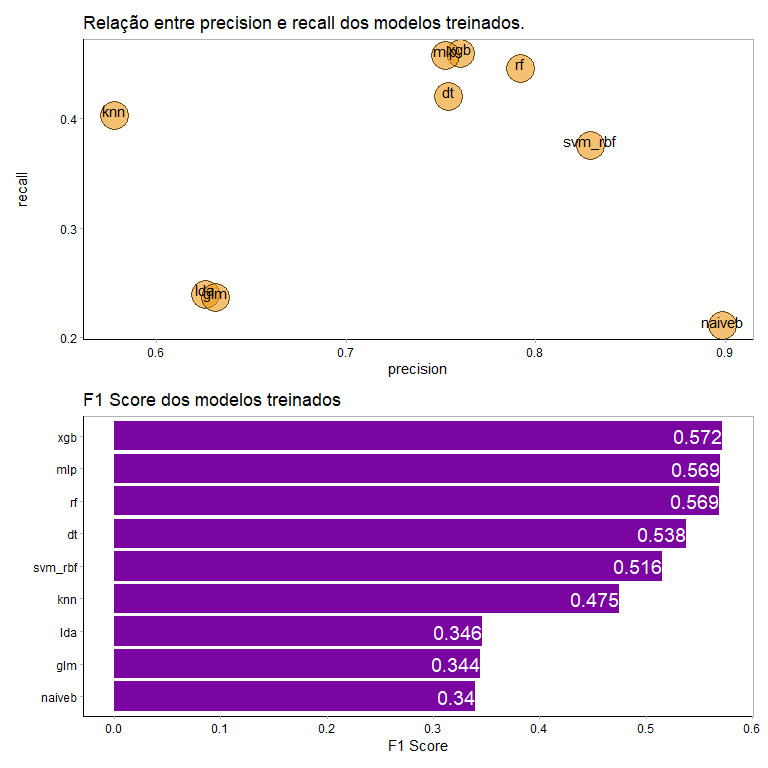 Relação entre precision e recall dos modelos treinados.
mlp
xgb
rf
dt
knn
svm_rbf
lda
glm
naiveb
0.4
0.3
0.2
recall
0.6 0.7 0.8 0.9
precision
F1 Score dos modelos treinados
xgb 0.572
mlp 0.569
rf 0.569
dt 0.538
svm_rbf 0.516
knn 0.475
lda 0.346
glm 0.344
naiveb 0.34
0.0 0.1 0.2 0.3 0.4 0.5 0.6
F1 Score